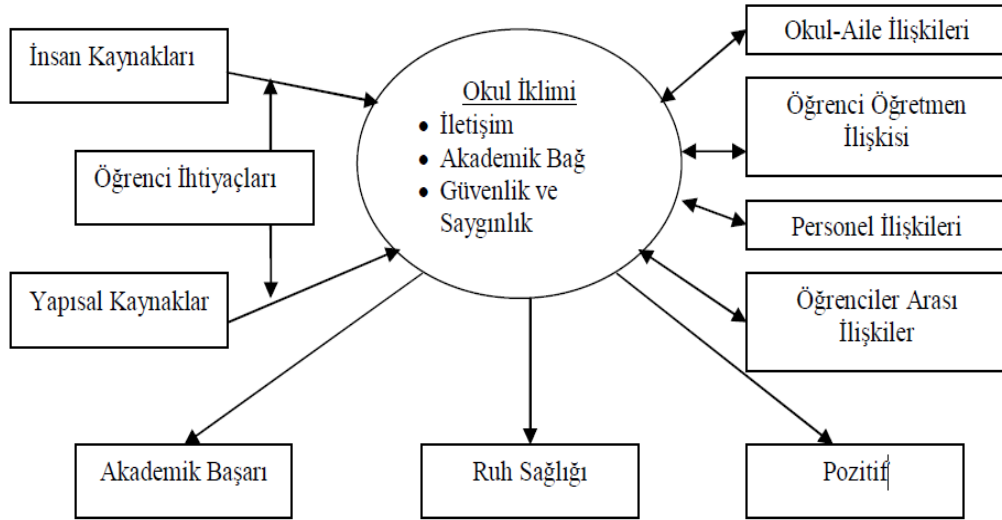 İnsan Kaynakları
Öğrenci İhtiyaçları
Yapısal Kaynaklar
Okul İklimi
• İletişim
• Akademik Bağ
• Güvenlik ve
Saygınlık
Okul-Aile İlişkileri
Öğrenci Öğretmen
İlişkisi
Personel İlişkileri
Öğrenciler Arası
İlişkiler
Akademik Başarı
Ruh Sağlığı
Pozitif